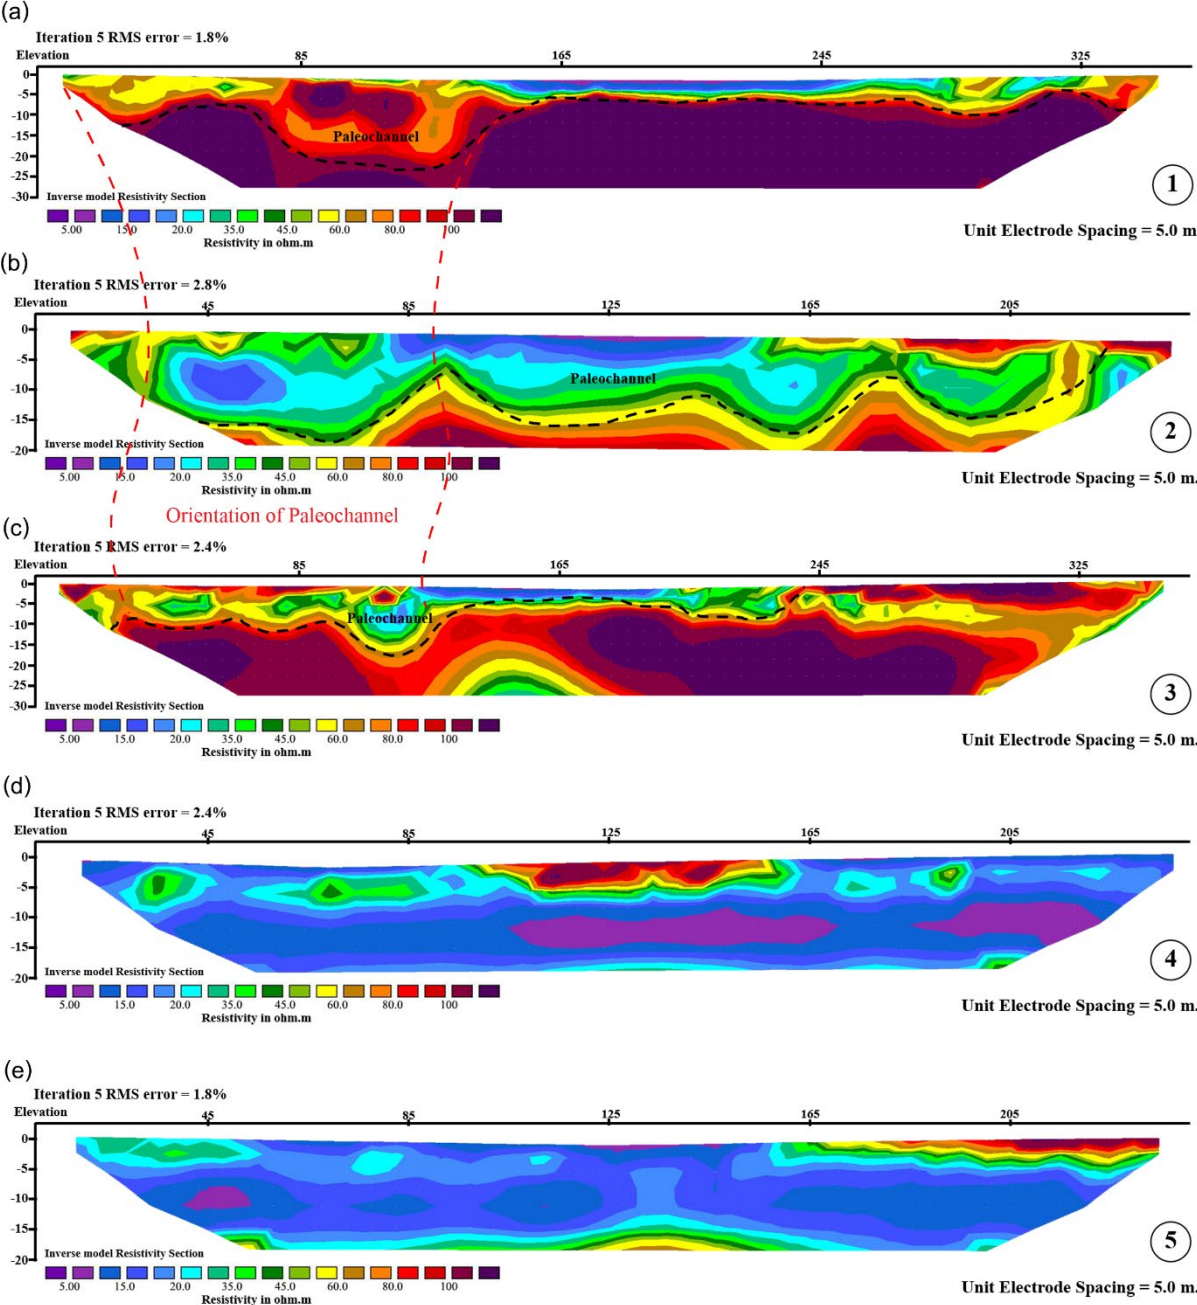 (a)
Iteration 5 RMS error = 1.8%
Elevation 85 165 245 325
0
-5
-10
-15
-20
-25
-30
Paleochannel
Inverse model Resistivity Section
5.00 15.0 20.0 35.0 45.0 60.0 80.0 100
Resistivity in ohm.m
1
Unit Electrode Spacing = 5.0 m
(b)
Iteration 5 RMS error = 2.8%
Elevation 45 85 125 165 205
0
-5
-10
-15
-20
Paleochannel
Inverse model Resistivity Section
5.00 15.0 20.0 35.0 45.0 60.0 80.0 100
Resistivity in ohm.m
2
Unit Electrode Spacing = 5.0 m.
Orientation of Paleochannel
(c)
Iteration 5 RMS error = 2.4%
Elevation 85 165 245 325
0
-5
-10
-15
-20
-25
-30
Paleochannel
Inverse model Resistivity Section
5.00 15.0 20.0 35.0 45.0 60.0 80.0 100
Resistivity in ohm.m
3
Unit Electrode Spacing = 5.0 m.
(d)
Iteration 5 RMS error = 2.4%
Elevation 45 85 125 165 205
0
-5
-10
-15
-20
Inverse model Resistivity Section
5.00 15.0 20.0 35.0 45.0 60.0 80.0 100
Resistivity in ohm.m
4
Unit Electrode Spacing = 5.0 m.
(e)
Iteration 5 RMS error = 1.8%
Elevation 45 85 125 165 205
0
-5
-10
-15
-20
Inverse model Resistivity Section
5.00 15.0 20.0 35.0 45.0 60.0 80.0 100
Resistivity in ohm.m
5
Unit Electrode Spacing = 5.0 m.